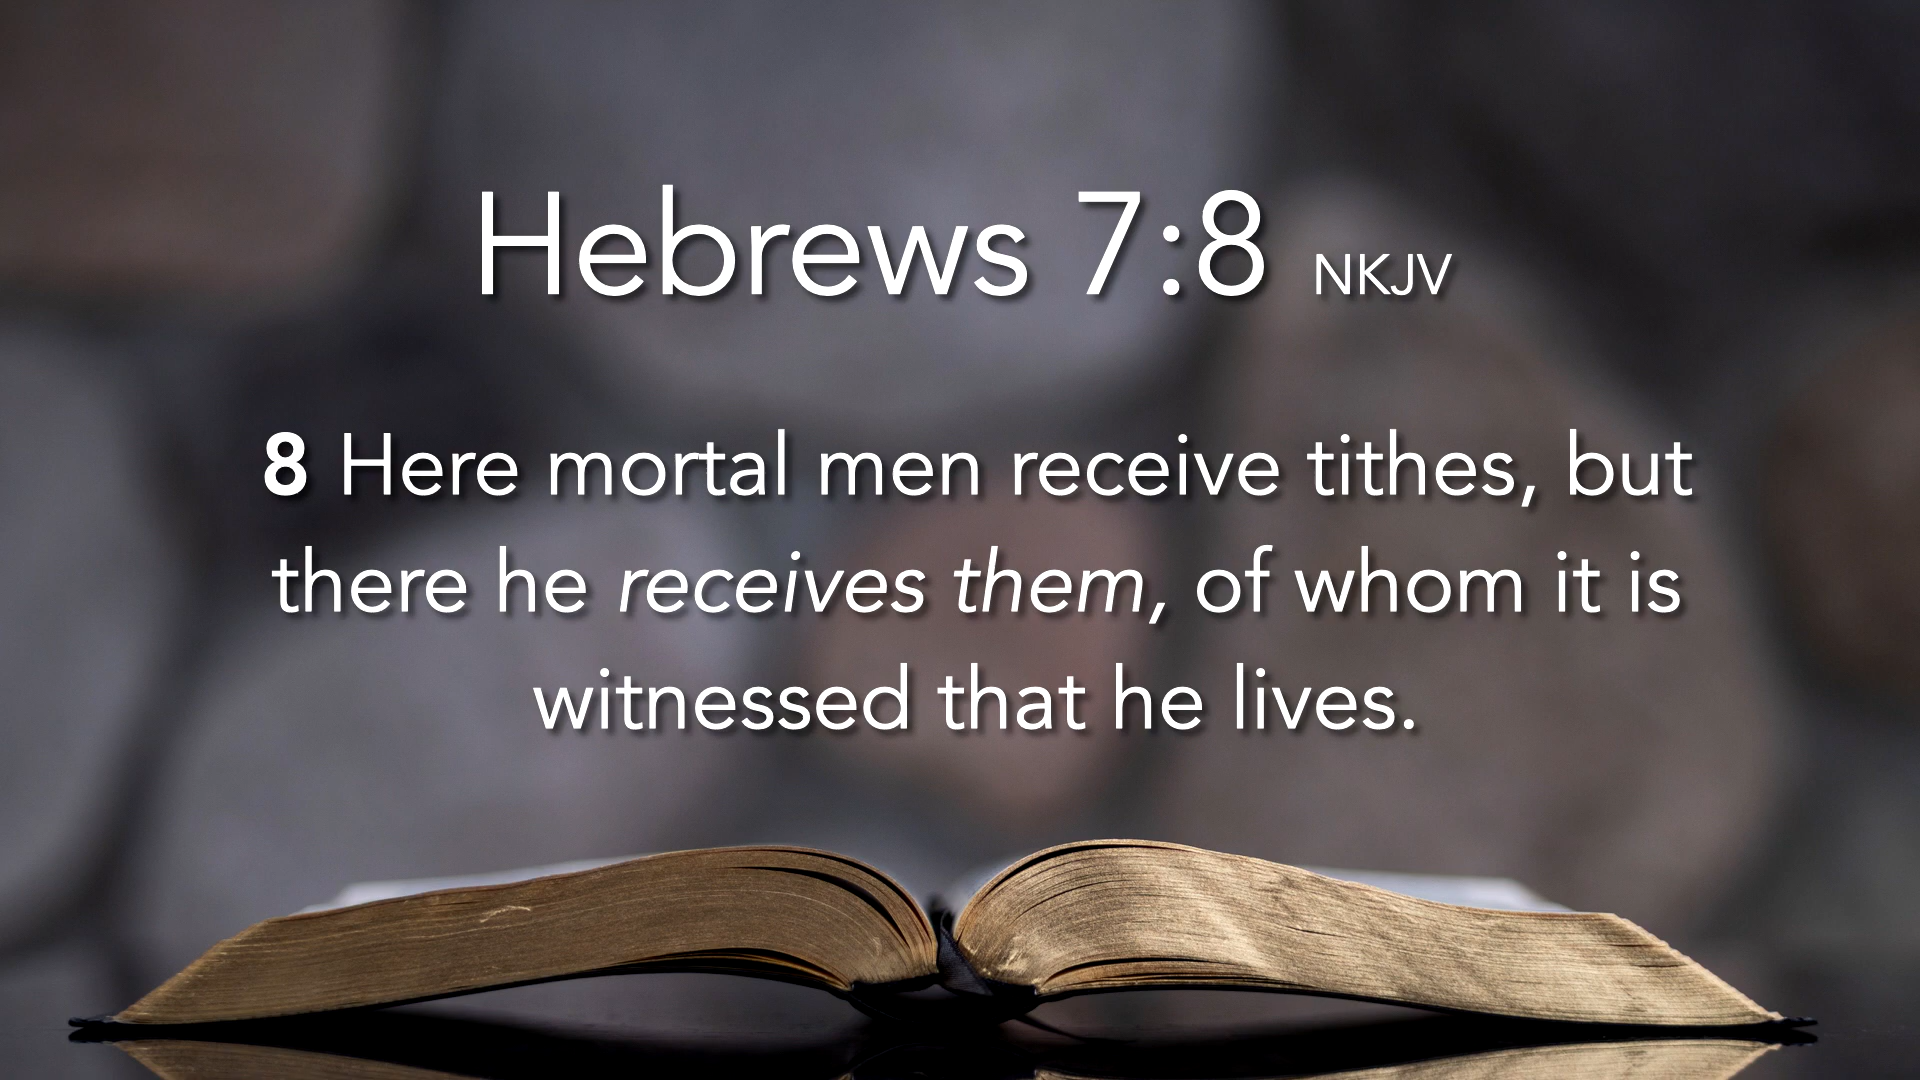 Hebrews 7:8 NKJV
8 Here mortal men receive tithes, but
there he receives them, of whom it is
witnessed that he lives.